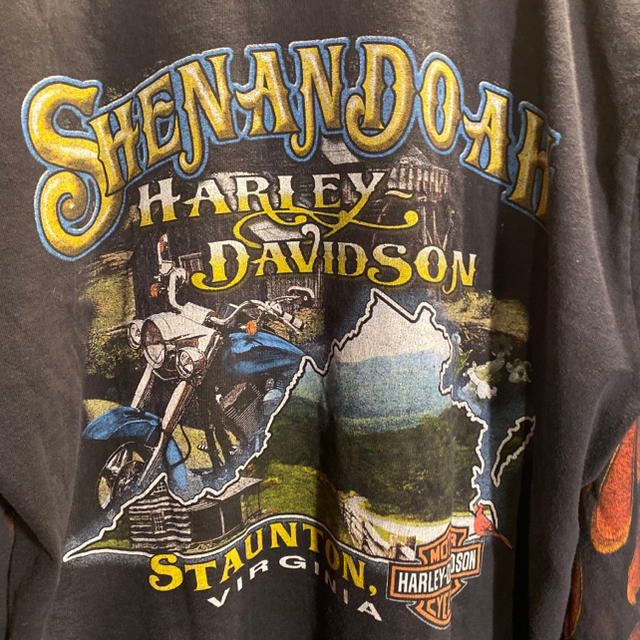 SHENANDOAH
HARLEY-
DAVIDSON
STAUNTON,
VIRGINIA
MOTOR
HARLEY-DAVIDSON
CYCLES